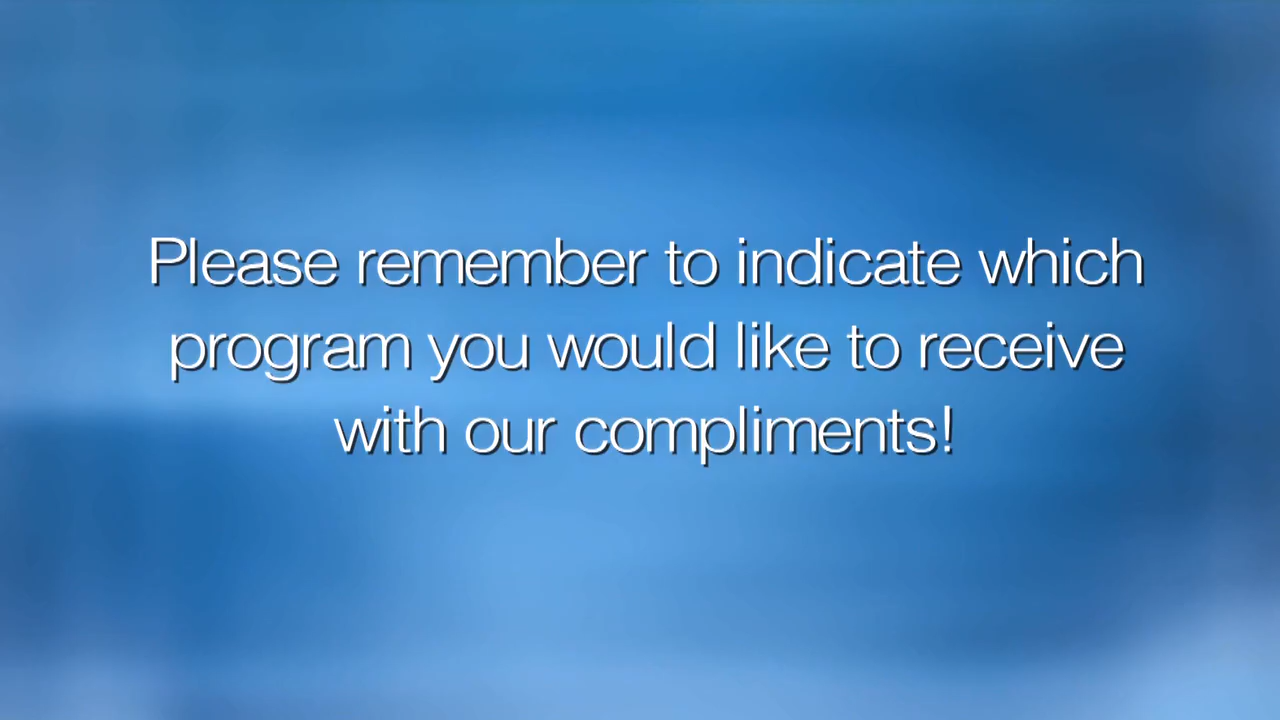 Please remember to indicate which
program you would like to receive
with our compliments!